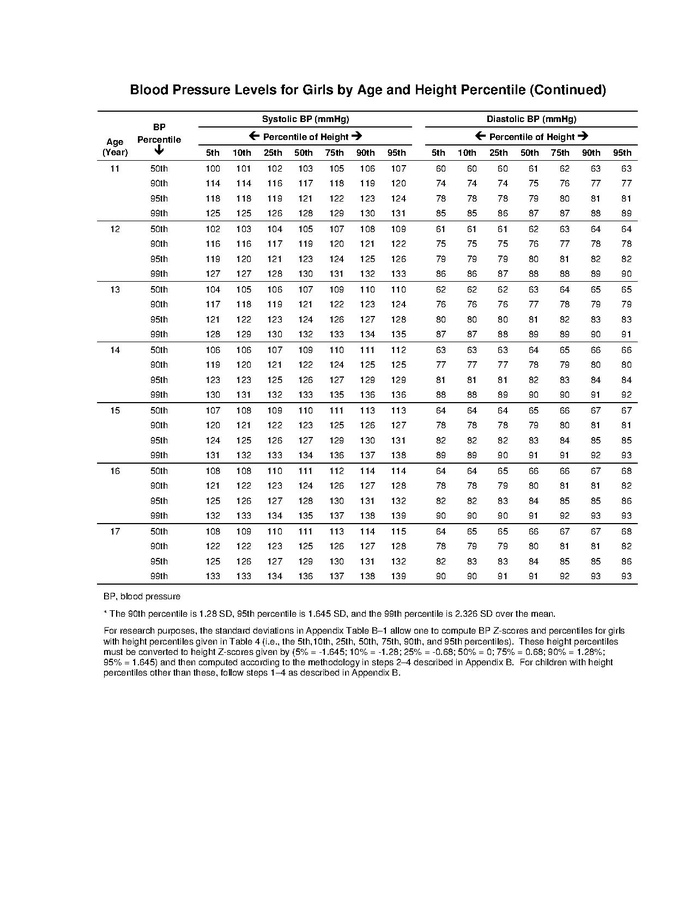 Blood Pressure Levels for Girls by Age and Height Percentile (Continued)
Systolic BP (mmHg) Diastolic BP (mmHg)
BP
Age Percentile ← Percentile of Height → ← Percentile of Height →
(Year) ↓ 5th 10th 25th 50th 75th 90th 95th 5th 10th 25th 50th 75th 90th 95th
11 50th 100 101 102 103 105 106 107 60 60 60 61 62 63 63
90th 114 114 116 117 118 119 120 74 74 74 75 76 77 77
95th 118 118 119 121 122 123 124 78 78 78 79 80 81 81
99th 125 125 126 128 129 130 131 85 85 86 87 87 88 89
12 50th 102 103 104 105 107 108 109 61 61 61 62 63 64 64
90th 116 116 117 119 120 121 122 75 75 75 76 77 78 78
95th 119 120 121 123 124 125 126 79 79 79 80 81 82 82
99th 127 127 128 130 131 132 133 86 86 87 88 88 89 90
13 50th 104 105 106 107 109 110 110 62 62 62 63 64 65 65
90th 117 118 119 121 122 123 124 76 76 76 77 78 79 79
95th 121 122 123 124 126 127 128 80 80 80 81 82 83 83
99th 128 129 130 132 133 134 135 87 87 88 89 89 90 91
14 50th 106 106 107 109 110 111 112 63 63 63 64 65 66 66
90th 119 120 121 122 124 125 125 77 77 77 78 79 80 80
95th 123 123 125 126 127 129 129 81 81 81 82 83 84 84
99th 130 131 132 133 135 136 136 88 88 89 90 90 91 92
15 50th 107 108 109 110 111 113 113 64 64 64 65 66 67 67
90th 120 121 122 123 125 126 127 78 78 78 79 80 81 81
95th 124 125 126 127 129 130 131 82 82 82 83 84 85 85
99th 131 132 133 134 136 137 138 89 89 90 91 91 92 93
16 50th 108 108 110 111 112 114 114 64 64 65 66 66 67 68
90th 121 122 123 124 126 127 128 78 78 79 80 81 81 82
95th 125 126 127 128 130 131 132 82 82 83 84 85 85 86
99th 132 133 134 135 137 138 139 90 90 90 91 92 93 93
17 50th 108 109 110 111 113 114 115 64 65 65 66 67 67 68
90th 122 122 123 125 126 127 128 78 79 79 80 81 81 82
95th 125 126 127 129 130 131 132 82 83 83 84 85 85 86
99th 133 133 134 136 137 138 139 90 90 91 91 92 93 93
BP, blood pressure
* The 90th percentile is 1.28 SD, 95th percentile is 1.645 SD, and the 99th percentile is 2.326 SD over the mean.
For research purposes, the standard deviations in Appendix Table B–1 allow one to compute BP Z-scores and percentiles for girls
with height percentiles given in Table 4 (i.e., the 5th,10th, 25th, 50th, 75th, 90th, and 95th percentiles). These height percentiles
must be converted to height Z-scores given by (5% = -1.645; 10% = -1.28; 25% = -0.68; 50% = 0; 75% = 0.68; 90% = 1.28%;
95% = 1.645) and then computed according to the methodology in steps 2–4 described in Appendix B. For children with height
percentiles other than these, follow steps 1–4 as described in Appendix B.